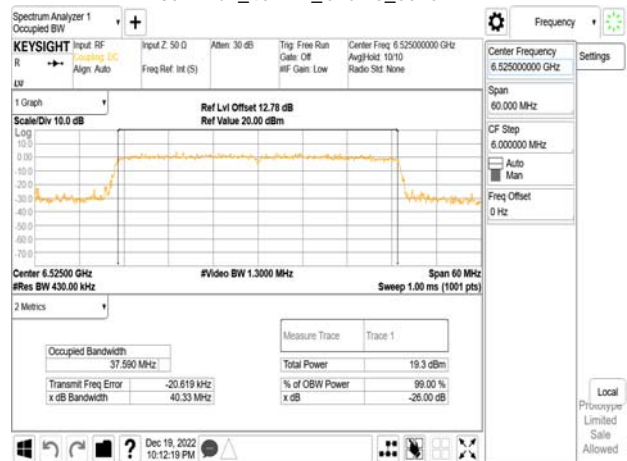 Spectrum Analyzer 1
Occupied BW
Frequency
KEYSIGHT
Input: RF
Coupling: DC
Align: Auto
R
LXI
Input Z: 50 Ω
Freq Ref: Int (S)
Atten: 30 dB
Trig: Free Run
Gate: Off
#IF Gain: Low
Center Freq: 6.525000000 GHz
Avg|Hold: 10/10
Radio Std: None
Center Frequency
6.525000000 GHz
Settings
Span
60.000 MHz
CF Step
6.000000 MHz
Auto
Man
Freq Offset
0 Hz
1 Graph
Scale/Div 10.0 dB
Ref Lvl Offset 12.78 dB
Ref Value 20.00 dBm
Log
10.0
0.00
-10.0
-20.0
-30.0
-40.0
-50.0
-60.0
-70.0
Center 6.52500 GHz
#Video BW 1.3000 MHz
Span 60 MHz
#Res BW 430.00 kHz
Sweep 1.00 ms (1001 pts)
2 Metrics
Measure Trace
Trace 1
Occupied Bandwidth
37.590 MHz
Total Power
19.3 dBm
Transmit Freq Error
-20.619 kHz
% of OBW Power
99.00 %
x dB Bandwidth
40.33 MHz
x dB
-26.00 dB
Local
Prototype
Limited
Sale
Allowed
Dec 19, 2022
10:12:19 PM